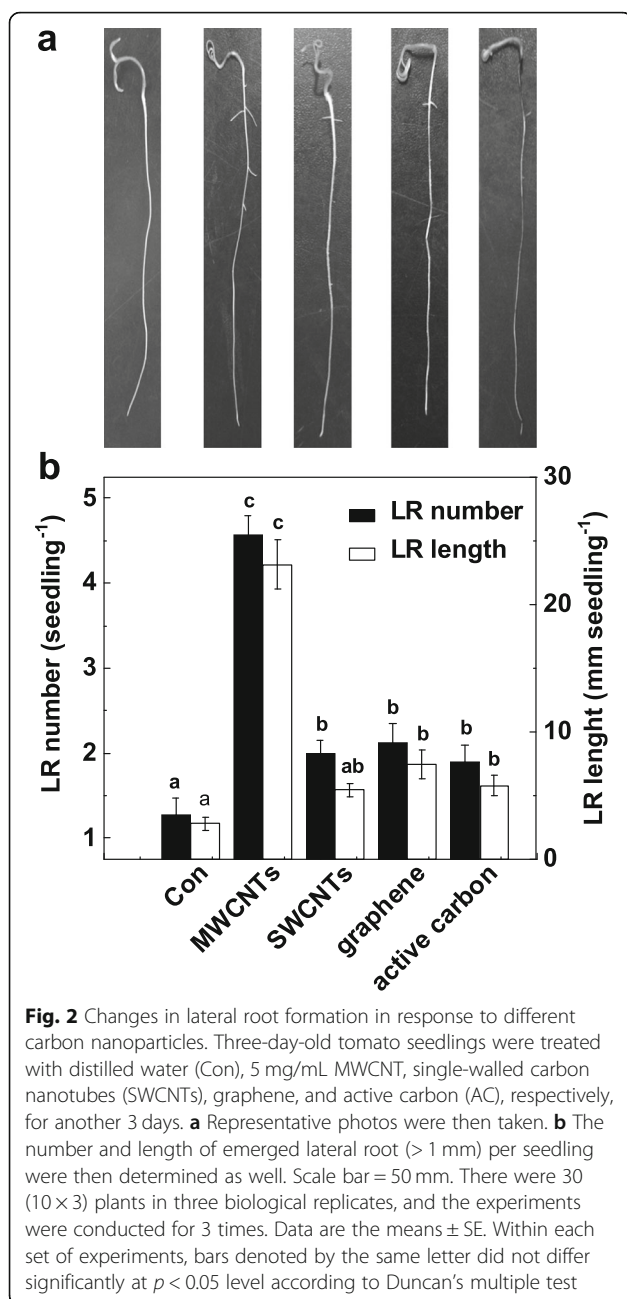 a
b
5
4
3
2
1
LR number (seedling-1)
30
20
10
0
LR lenght (mm seedling-1)
LR number
LR length
a
a
c
c
b
ab
b
b
b
b
Con
MWCNTs
SWCNTs
graphene
active carbon
Fig. 2 Changes in lateral root formation in response to different
carbon nanoparticles. Three-day-old tomato seedlings were treated
with distilled water (Con), 5 mg/mL MWCNT, single-walled carbon
nanotubes (SWCNTs), graphene, and active carbon (AC), respectively,
for another 3 days. a Representative photos were then taken. b The
number and length of emerged lateral root (> 1 mm) per seedling
were then determined as well. Scale bar = 50 mm. There were 30
(10 × 3) plants in three biological replicates, and the experiments
were conducted for 3 times. Data are the means ± SE. Within each
set of experiments, bars denoted by the same letter did not differ
significantly at p < 0.05 level according to Duncan's multiple test